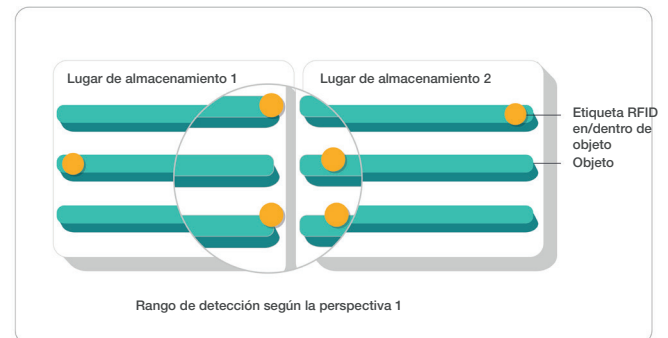 Lugar de almacenamiento 1
Lugar de almacenamiento 2
Etiqueta RFID
en/dentro de
objeto
Objeto
Rango de detección según la perspectiva 1